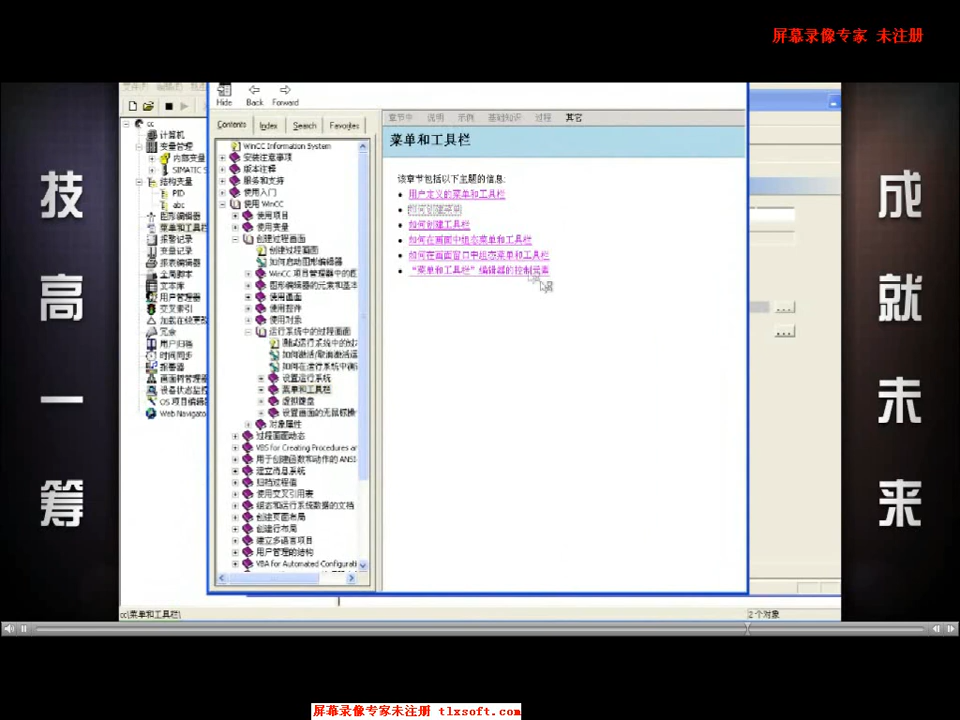 屏幕录像专家 未注册
技高一筹
成就未来
Hide Back Forward
Contents Index Search Favorites
章节中 说明 示例 基础知识 过程 其它
菜单和工具栏
该章节包括以下主题的信息:
用户定义的菜单和工具栏
如何创建菜单
如何创建工具栏
如何在画面中组态菜单和工具栏
如何在画面窗口中组态菜单和工具栏
“菜单和工具栏”编辑器的控制元素
WinCC Information System
安装注意事项
版本注释
服务和支持
使用入门
使用 WinCC
使用项目
使用变量
创建过程画面
创建过程画面
如何启动图形编辑器
WinCC 项目管理器中的图
图形编辑器的元素和基本
使用画面
使用控件
使用对象
运行系统中的过程画面
测试运行系统中的过
如何激活/取消激活运
如何在运行系统中
设置运行系统
菜单和工具栏
虚拟键盘
设置画面的无鼠标操
对象属性
过程画面动态
VBS for Creating Procedures ar
用于创建函数和动作的 ANSI
建立消息系统
归档过程值
使用交叉引用表
组态和运行系统数据的文档
创建页面布局
创建行布局
建立多语言项目
用户管理的结构
VBA for Automated Configurati
cc
计算机
变量管理
内部变量
SIMATIC S
结构变量
PID
abc
图形编辑器
菜单和工具栏
报警记录
变量记录
报表编辑器
全局脚本
文本库
用户管理器
交叉索引
加载在线更改
冗余
用户归档
时间同步
报警器
画面树管理器
设备状态监控
OS 项目编辑
Web Navigato
cc\菜单和工具栏\
2 个对象
屏幕录像专家未注册 tlxsoft.com